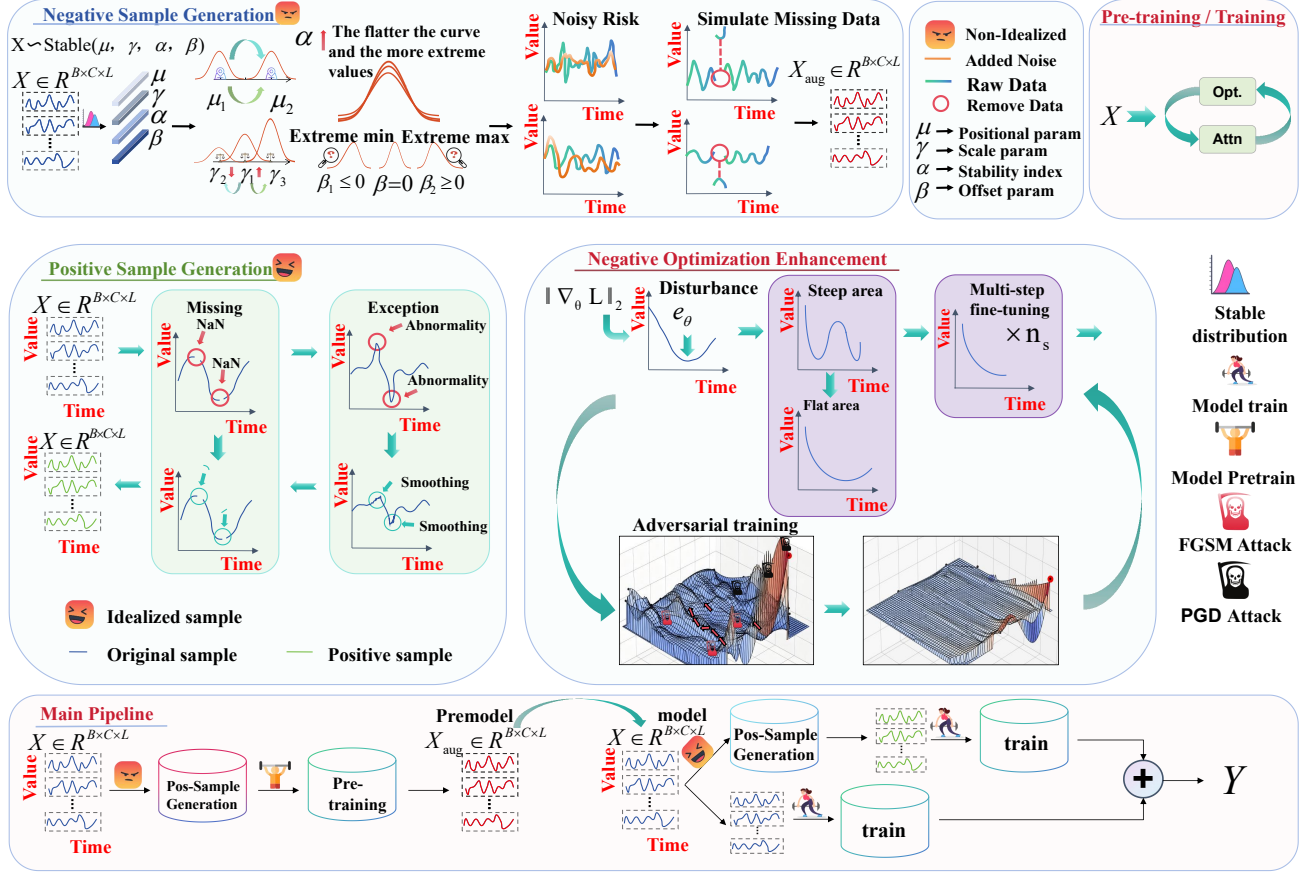 Negative Sample Generation
X∽Stable(μ, γ, α, β)
X ∈ R^{B×C×L}
μ
γ
α
β
μ₁
μ₂
γ₂
γ₁
γ₃
α
The flatter the curve
and the more extreme
values
Extreme min
Extreme max
β₁ ≤ 0
β=0
β₂ ≥ 0
Noisy Risk
Value
Time
Value
Time
Simulate Missing Data
Value
Value
Time
X_{aug} ∈ R^{B×C×L}
Non-Idealized
Added Noise
Raw Data
Remove Data
μ Positional param
γ Scale param
α Stability index
β Offset param
Pre-training / Training
X
Opt.
Attn
Positive Sample Generation
X ∈ R^{B×C×L}
Value
Time
X ∈ R^{B×C×L}
Value
Time
Missing
NaN
NaN
Value
Time
Value
Time
Exception
Abnormality
Abnormality
Value
Time
Smoothing
Smoothing
Value
Time
Idealized sample
Original sample
Positive sample
Negative Optimization Enhancement
‖ ∇_θ L ‖₂
Disturbance
e_θ
Value
Time
Steep area
Value
Time
Flat area
Value
Time
Multi-step
fine-tuning
× n_s
Value
Time
Adversarial training
Stable
distribution
Model train
Model Pretrain
FGSM Attack
PGD Attack
Main Pipeline
X ∈ R^{B×C×L}
Value
Time
Pos-Sample
Generation
Pre-
training
Premodel
X_{aug} ∈ R^{B×C×L}
model
X ∈ R^{B×C×L}
Value
Time
Pos-Sample
Generation
train
train
+
Y